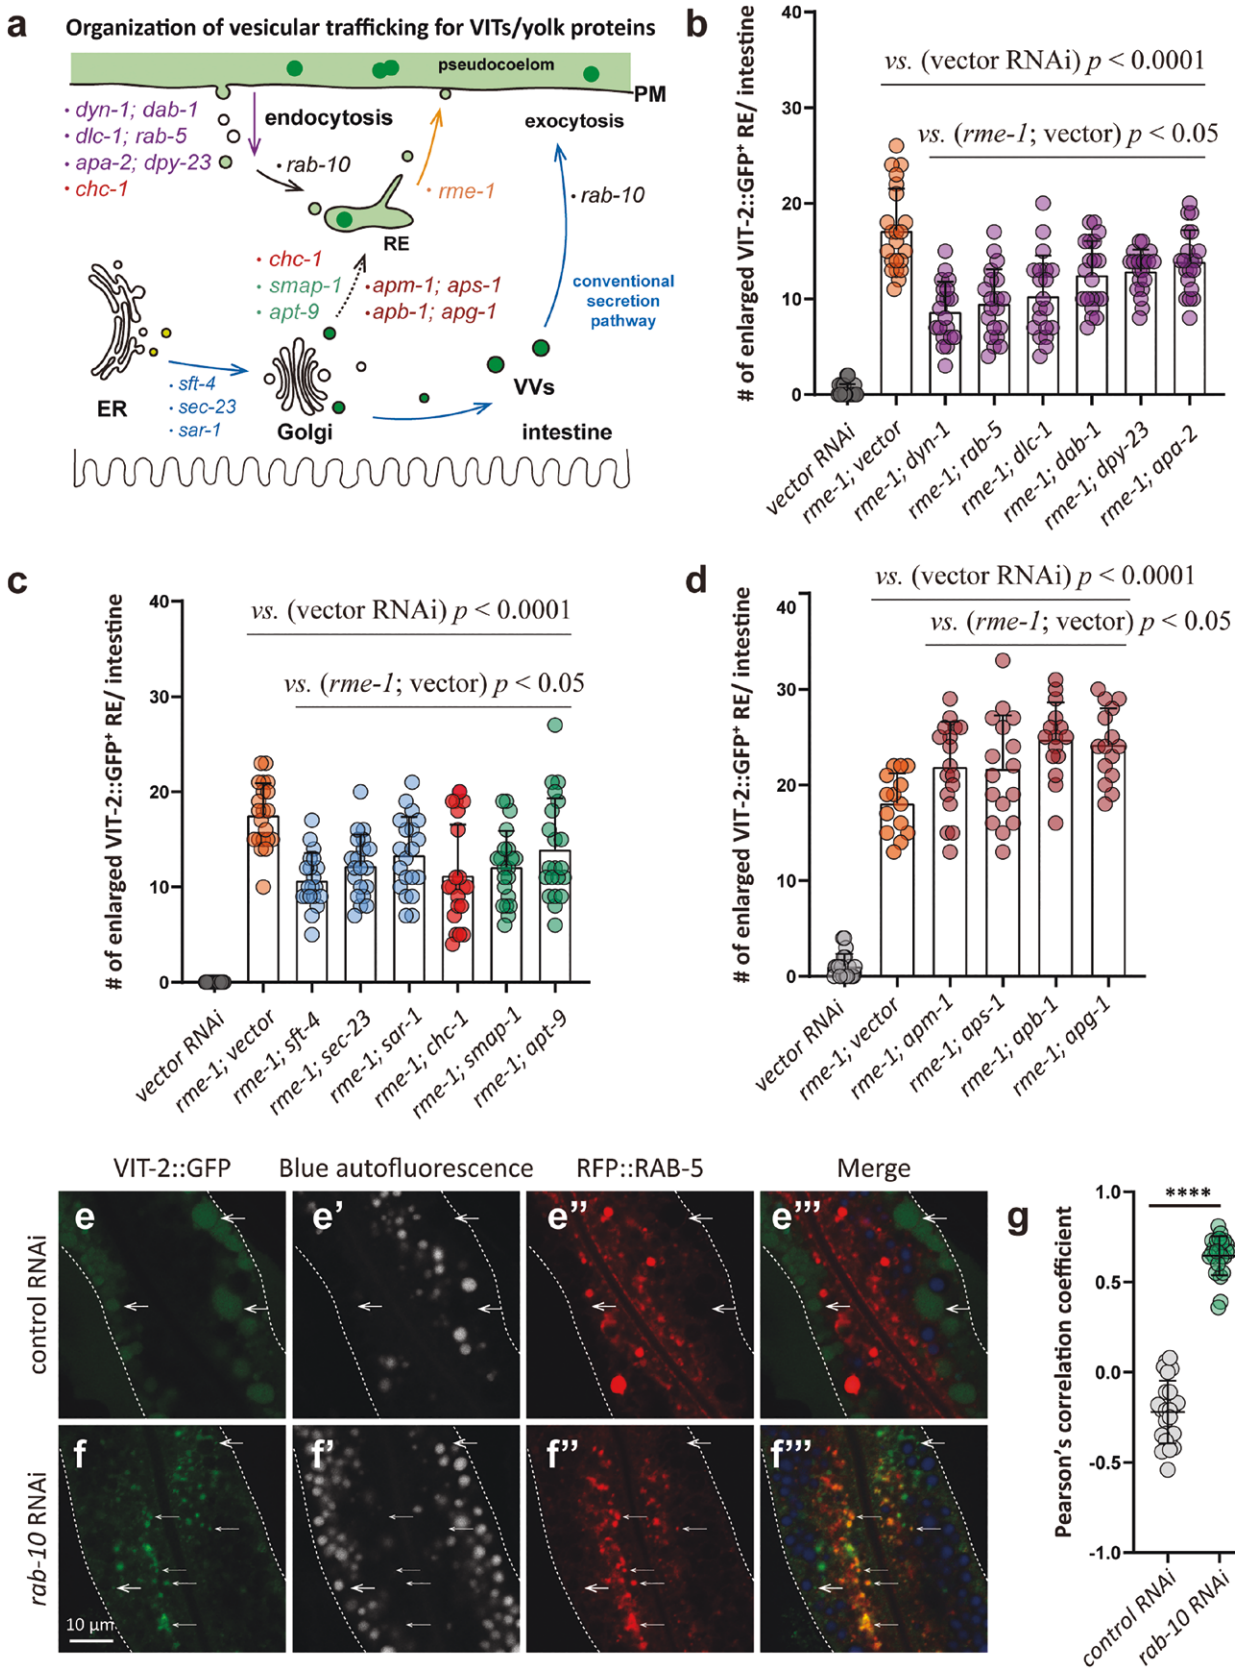 a
Organization of vesicular trafficking for VITs/yolk proteins
pseudocoelom
PM
• dyn-1; dab-1
• dlc-1; rab-5
• apa-2; dpy-23
• chc-1
endocytosis
exocytosis
• rab-10
• rme-1
• rab-10
RE
• chc-1
• smap-1
• apt-9
• apm-1; aps-1
• apb-1; apg-1
conventional
secretion
pathway
ER
• sft-4
• sec-23
• sar-1
Golgi
VVs
intestine
b
# of enlarged VIT-2::GFP+ RE/ intestine
40
30
20
10
0
vs. (vector RNAi) p < 0.0001
vs. (rme-1; vector) p < 0.05
vector RNAi
rme-1; vector
rme-1; dyn-1
rme-1; rab-5
rme-1; dlc-1
rme-1; dab-1
rme-1; dpy-23
rme-1; apa-2
c
# of enlarged VIT-2::GFP+ RE/ intestine
40
30
20
10
0
vs. (vector RNAi) p < 0.0001
vs. (rme-1; vector) p < 0.05
vector RNAi
rme-1; vector
rme-1; sft-4
rme-1; sec-23
rme-1; sar-1
rme-1; chc-1
rme-1; smap-1
rme-1; apt-9
d
# of enlarged VIT-2::GFP+ RE/ intestine
40
30
20
10
0
vs. (vector RNAi) p < 0.0001
vs. (rme-1; vector) p < 0.05
vector RNAi
rme-1; vector
rme-1; apm-1
rme-1; aps-1
rme-1; apb-1
rme-1; apg-1
VIT-2::GFP
Blue autofluorescence
RFP::RAB-5
Merge
control RNAi
e
e'
e''
e'''
rab-10 RNAi
f
f'
f''
f'''
10 µm
g
Pearson's correlation coefficient
1.0
0.5
0.0
-0.5
-1.0
****
control RNAi
rab-10 RNAi